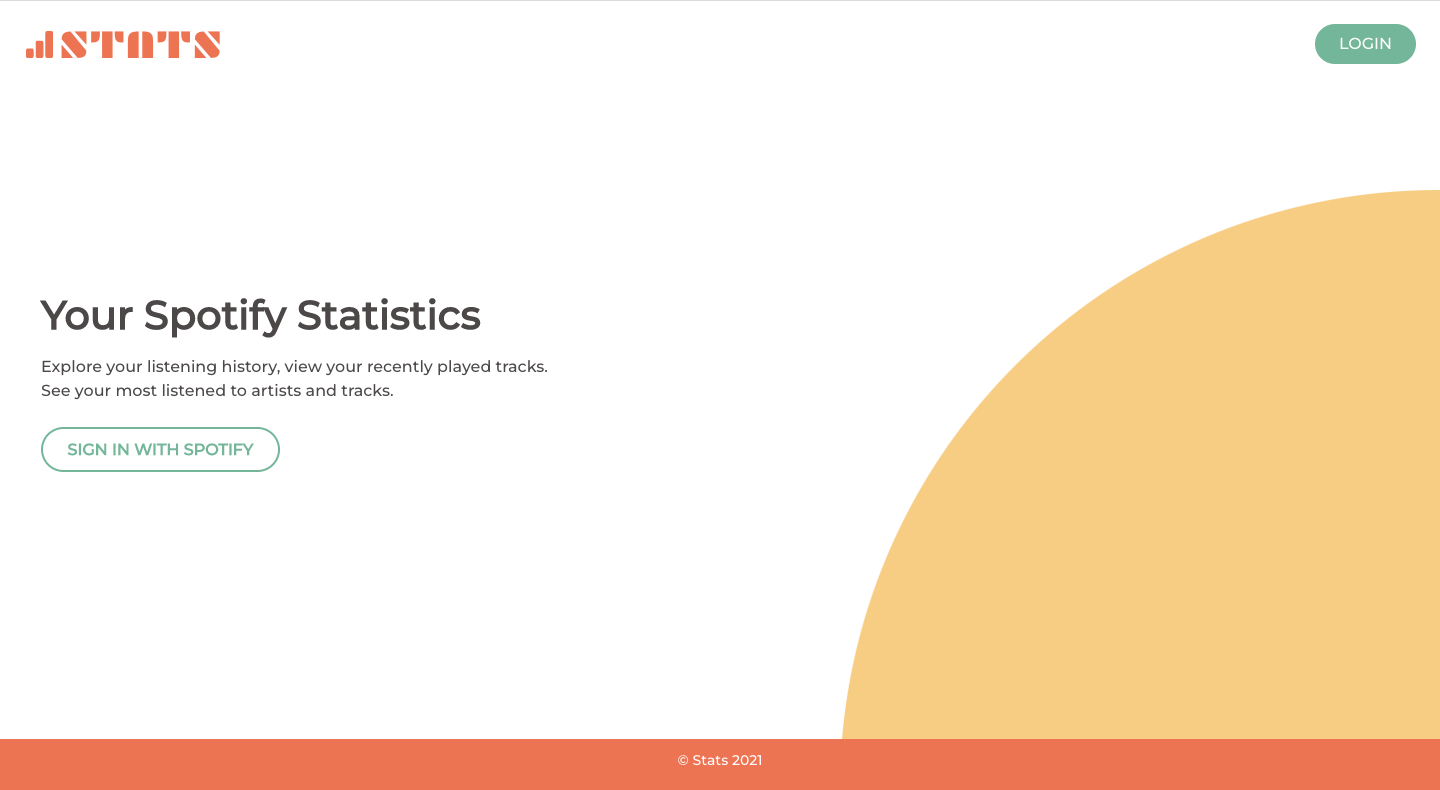 STATS
LOGIN
Your Spotify Statistics
Explore your listening history, view your recently played tracks.
See your most listened to artists and tracks.
SIGN IN WITH SPOTIFY
© Stats 2021